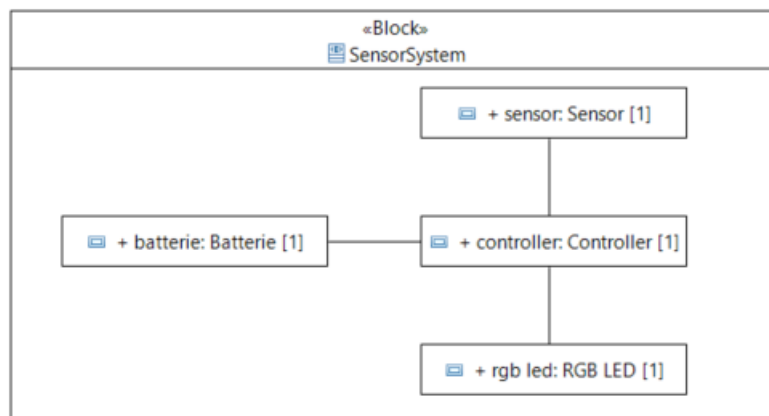 «Block»
SensorSystem
+ sensor: Sensor [1]
+ batterie: Batterie [1]
+ controller: Controller [1]
+ rgb led: RGB LED [1]